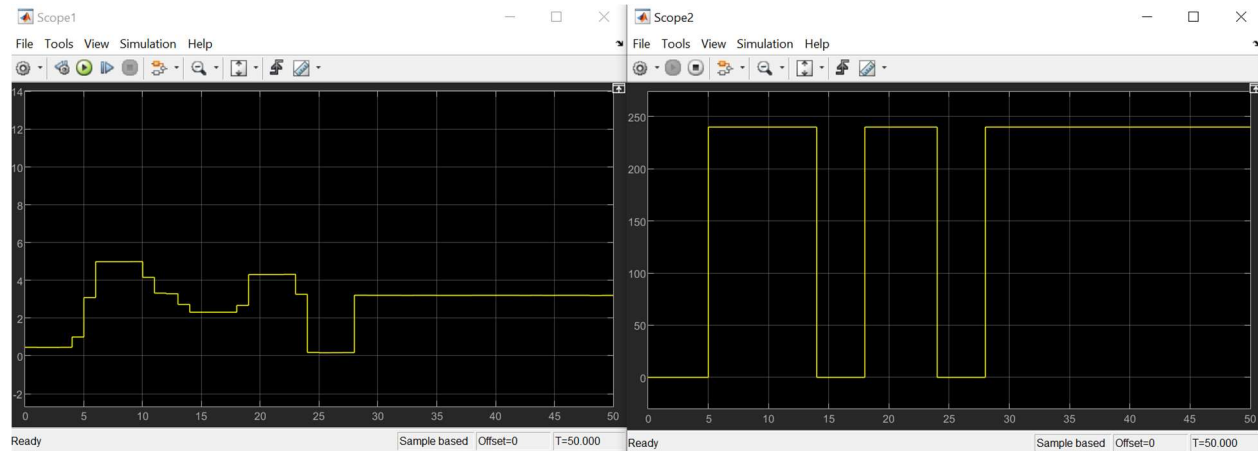 Scope1
File Tools View Simulation Help
14
12
10
8
6
4
2
0
-2
0 5 10 15 20 25 30 35 40 45 50
Ready Sample based Offset=0 T=50.000
Scope2
File Tools View Simulation Help
250
200
150
100
50
0
0 5 10 15 20 25 30 35 40 45 50
Ready Sample based Offset=0 T=50.000